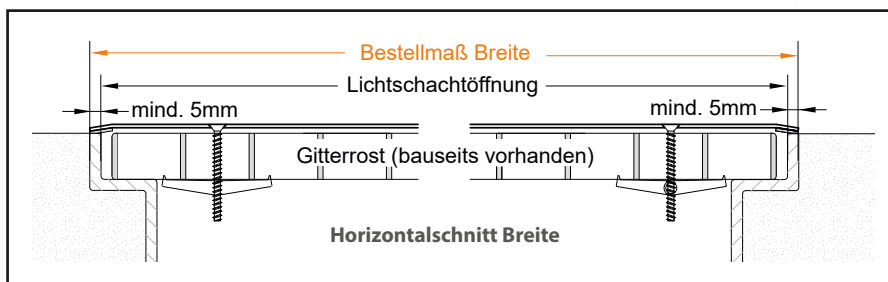 Bestellmaß Breite
Lichtschachtöffnung
mind. 5mm
mind. 5mm
Gitterrost (bauseits vorhanden)
Horizontalschnitt Breite